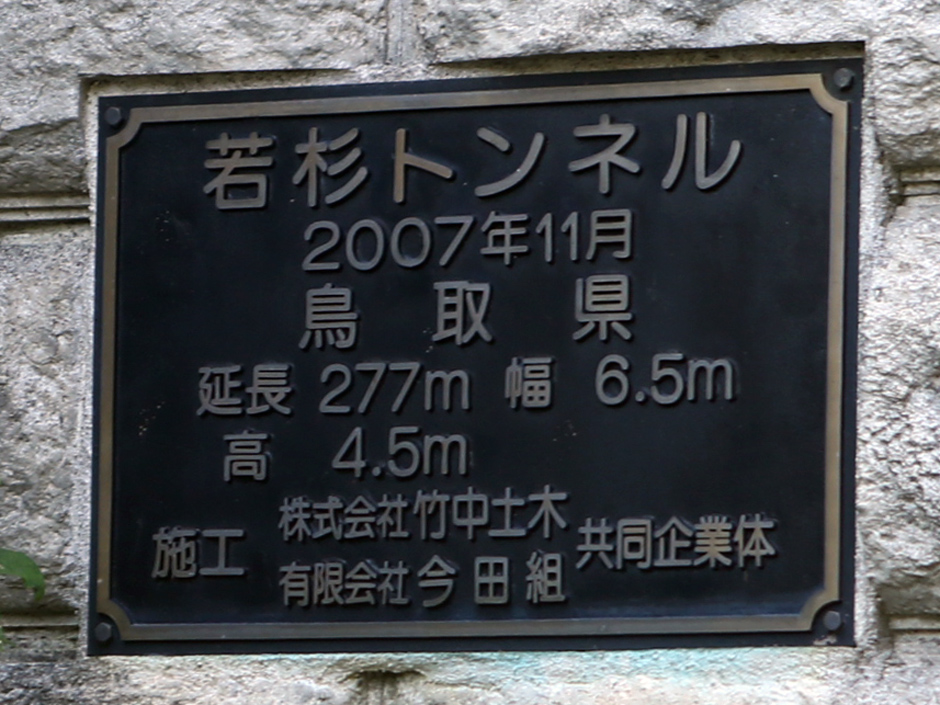 若杉トンネル
2007年11月
鳥取県
延長 277m 幅 6.5m
高 4.5m
施工 株式会社竹中土木 共同企業体
有限会社今田組